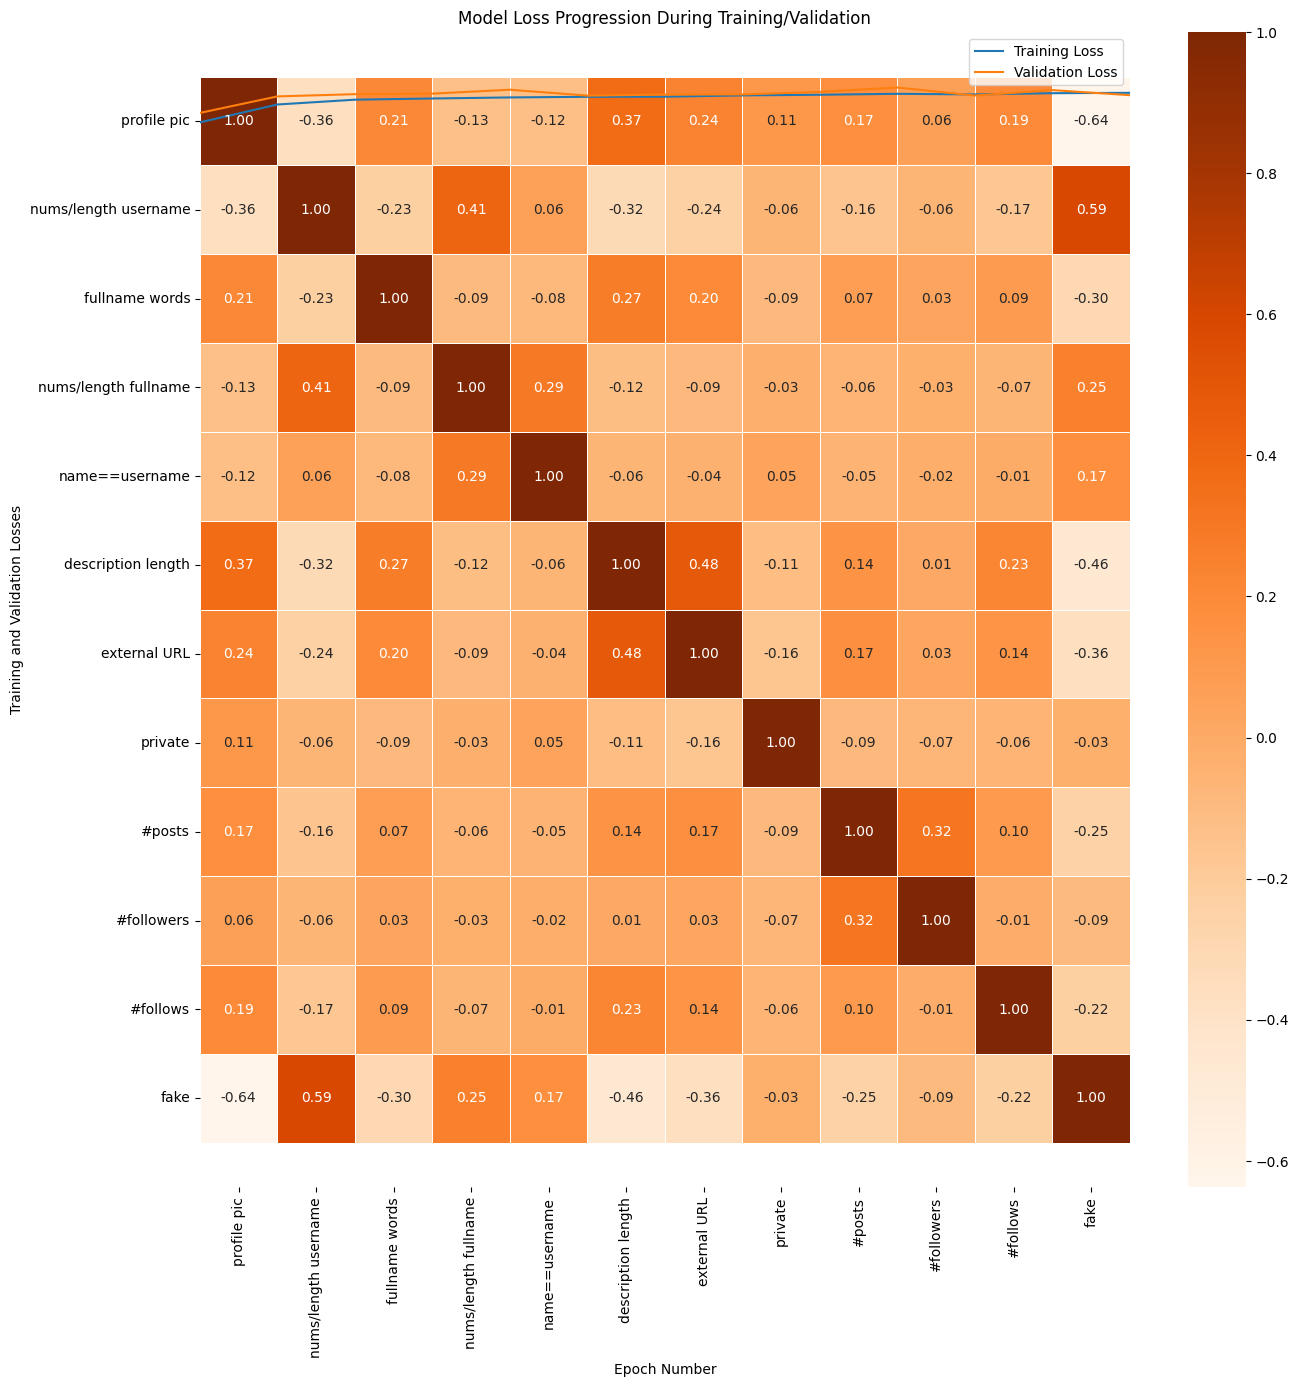 Model Loss Progression During Training/Validation
Training Loss
Validation Loss
profile pic 1.00 -0.36 0.21 -0.13 -0.12 0.37 0.24 0.11 0.17 0.06 0.19 -0.64
nums/length username -0.36 1.00 -0.23 0.41 0.06 -0.32 -0.24 -0.06 -0.16 -0.06 -0.17 0.59
fullname words 0.21 -0.23 1.00 -0.09 -0.08 0.27 0.20 -0.09 0.07 0.03 0.09 -0.30
nums/length fullname -0.13 0.41 -0.09 1.00 0.29 -0.12 -0.09 -0.03 -0.06 -0.03 -0.07 0.25
name==username -0.12 0.06 -0.08 0.29 1.00 -0.06 -0.04 0.05 -0.05 -0.02 -0.01 0.17
description length 0.37 -0.32 0.27 -0.12 -0.06 1.00 0.48 -0.11 0.14 0.01 0.23 -0.46
external URL 0.24 -0.24 0.20 -0.09 -0.04 0.48 1.00 -0.16 0.17 0.03 0.14 -0.36
private 0.11 -0.06 -0.09 -0.03 0.05 -0.11 -0.16 1.00 -0.09 -0.07 -0.06 -0.03
#posts 0.17 -0.16 0.07 -0.06 -0.05 0.14 0.17 -0.09 1.00 0.32 0.10 -0.25
#followers 0.06 -0.06 0.03 -0.03 -0.02 0.01 0.03 -0.07 0.32 1.00 -0.01 -0.09
#follows 0.19 -0.17 0.09 -0.07 -0.01 0.23 0.14 -0.06 0.10 -0.01 1.00 -0.22
fake -0.64 0.59 -0.30 0.25 0.17 -0.46 -0.36 -0.03 -0.25 -0.09 -0.22 1.00
Training and Validation Losses
profile pic
nums/length username
fullname words
nums/length fullname
name==username
description length
external URL
private
#posts
#followers
#follows
fake
Epoch Number
1.0
0.8
0.6
0.4
0.2
0.0
−0.2
−0.4
−0.6